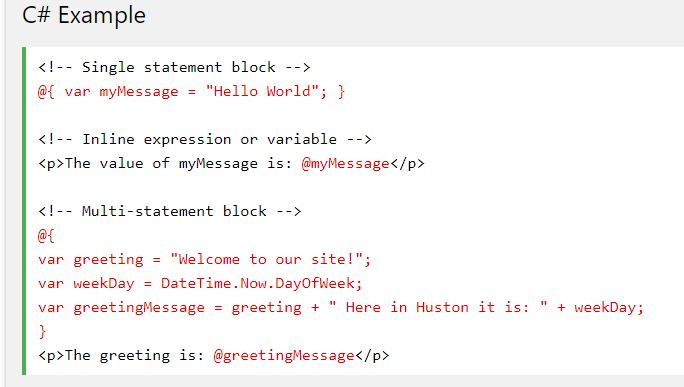 C# Example
<!-- Single statement block -->
@{ var myMessage = "Hello World"; }
<!-- Inline expression or variable -->
<p>The value of myMessage is: @myMessage</p>
<!-- Multi-statement block -->
@{
var greeting = "Welcome to our site!";
var weekDay = DateTime.Now.DayOfWeek;
var greetingMessage = greeting + " Here in Huston it is: " + weekDay;
}
<p>The greeting is: @greetingMessage</p>